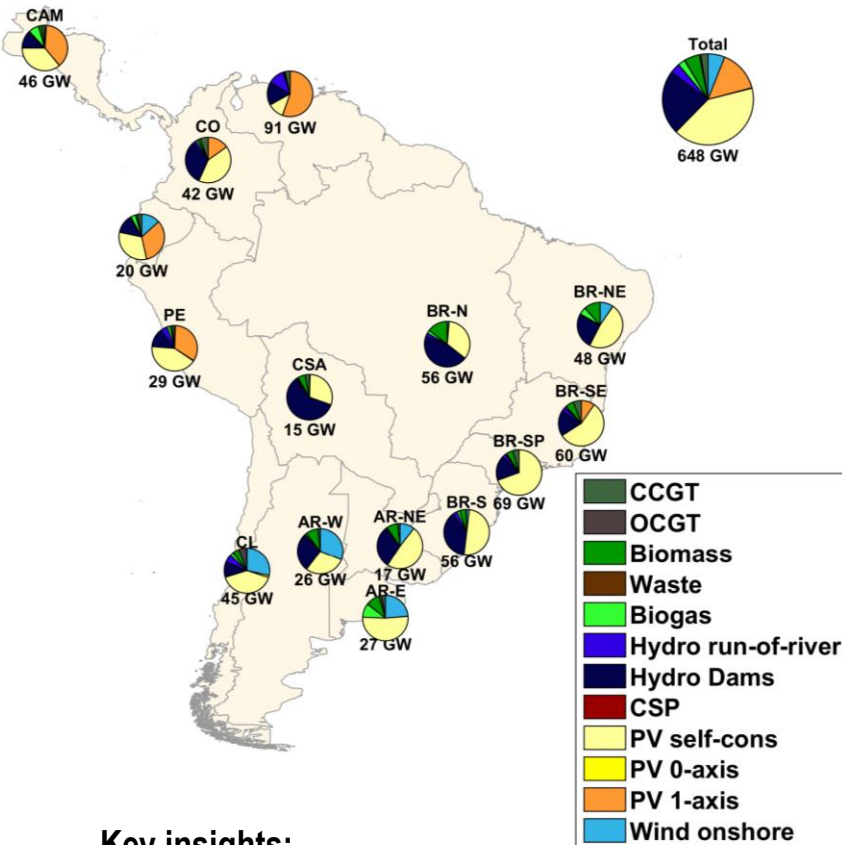 CAM
46 GW
Total
648 GW
91 GW
CO
42 GW
20 GW
PE
29 GW
BR-N
56 GW
BR-NE
48 GW
CSA
15 GW
BR-SE
60 GW
BR-SP
69 GW
BR-S
56 GW
AR-NE
17 GW
AR-W
26 GW
CL
45 GW
AR-E
27 GW
CCGT
OCGT
Biomass
Waste
Biogas
Hydro run-of-river
Hydro Dams
CSP
PV self-cons
PV 0-axis
PV 1-axis
Wind onshore
Key insights: